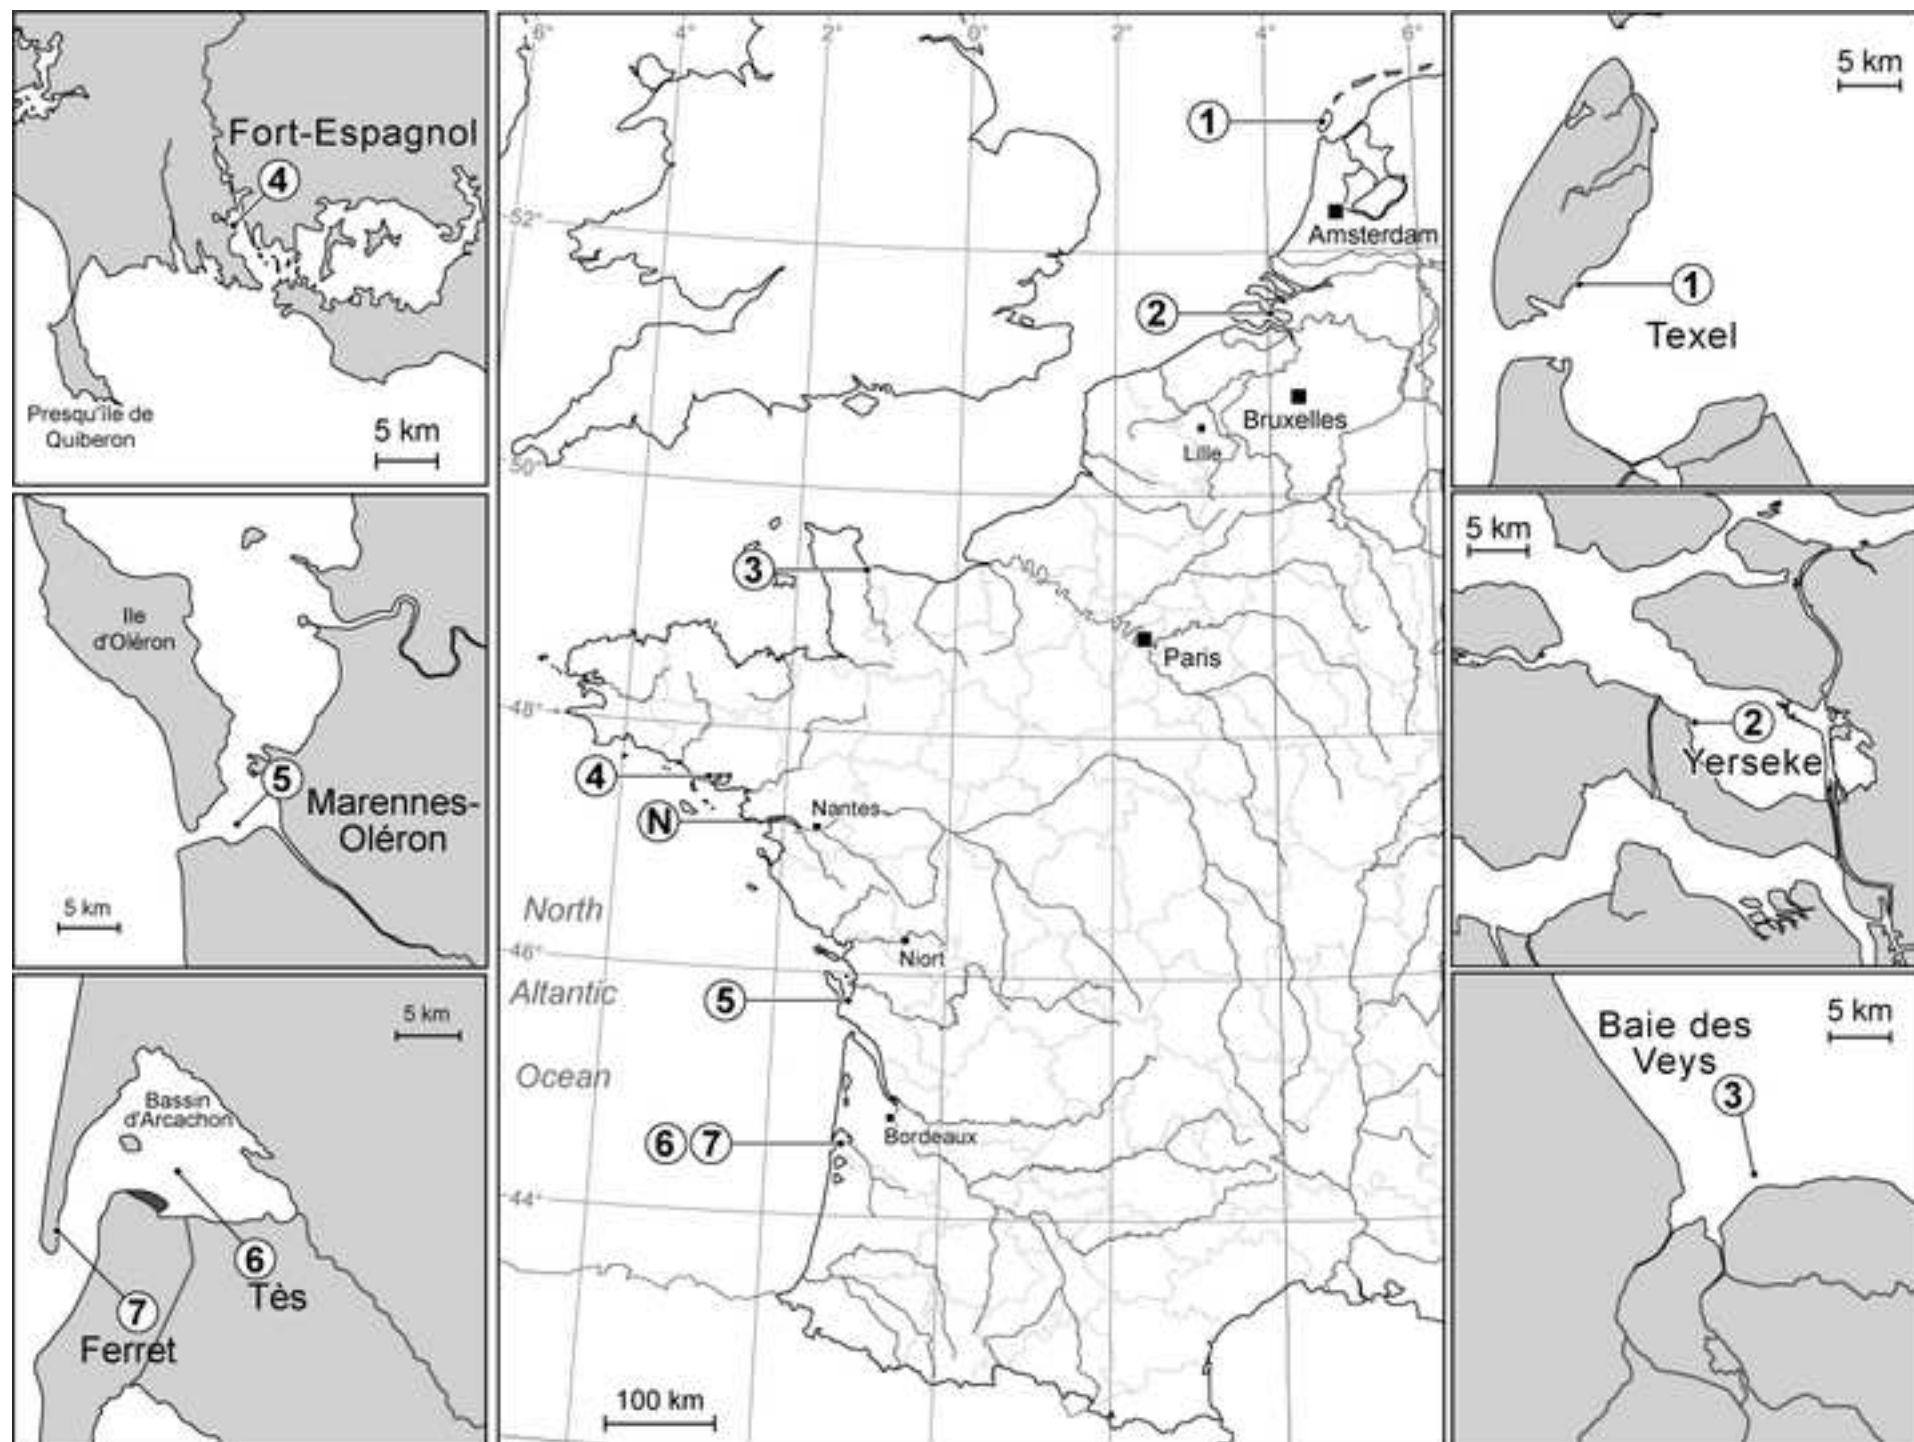 Fort-Espagnol
4
Presqu'île de
Quiberon
5 km
Ile
d'Oléron
5
Marennes-
Oléron
5 km
5 km
Bassin
d'Arcachon
6
Tès
7
Ferret
6°
4°
2°
0°
2°
4°
6°
1
52°
Amsterdam
2
Bruxelles
Lille
50°
3
Paris
48°
4
Nantes
N
North
46°
Niort
Altantic
5
Ocean
6 7
Bordeaux
44°
100 km
5 km
1
Texel
5 km
2
Yerseke
Baie des
Veys
5 km
3